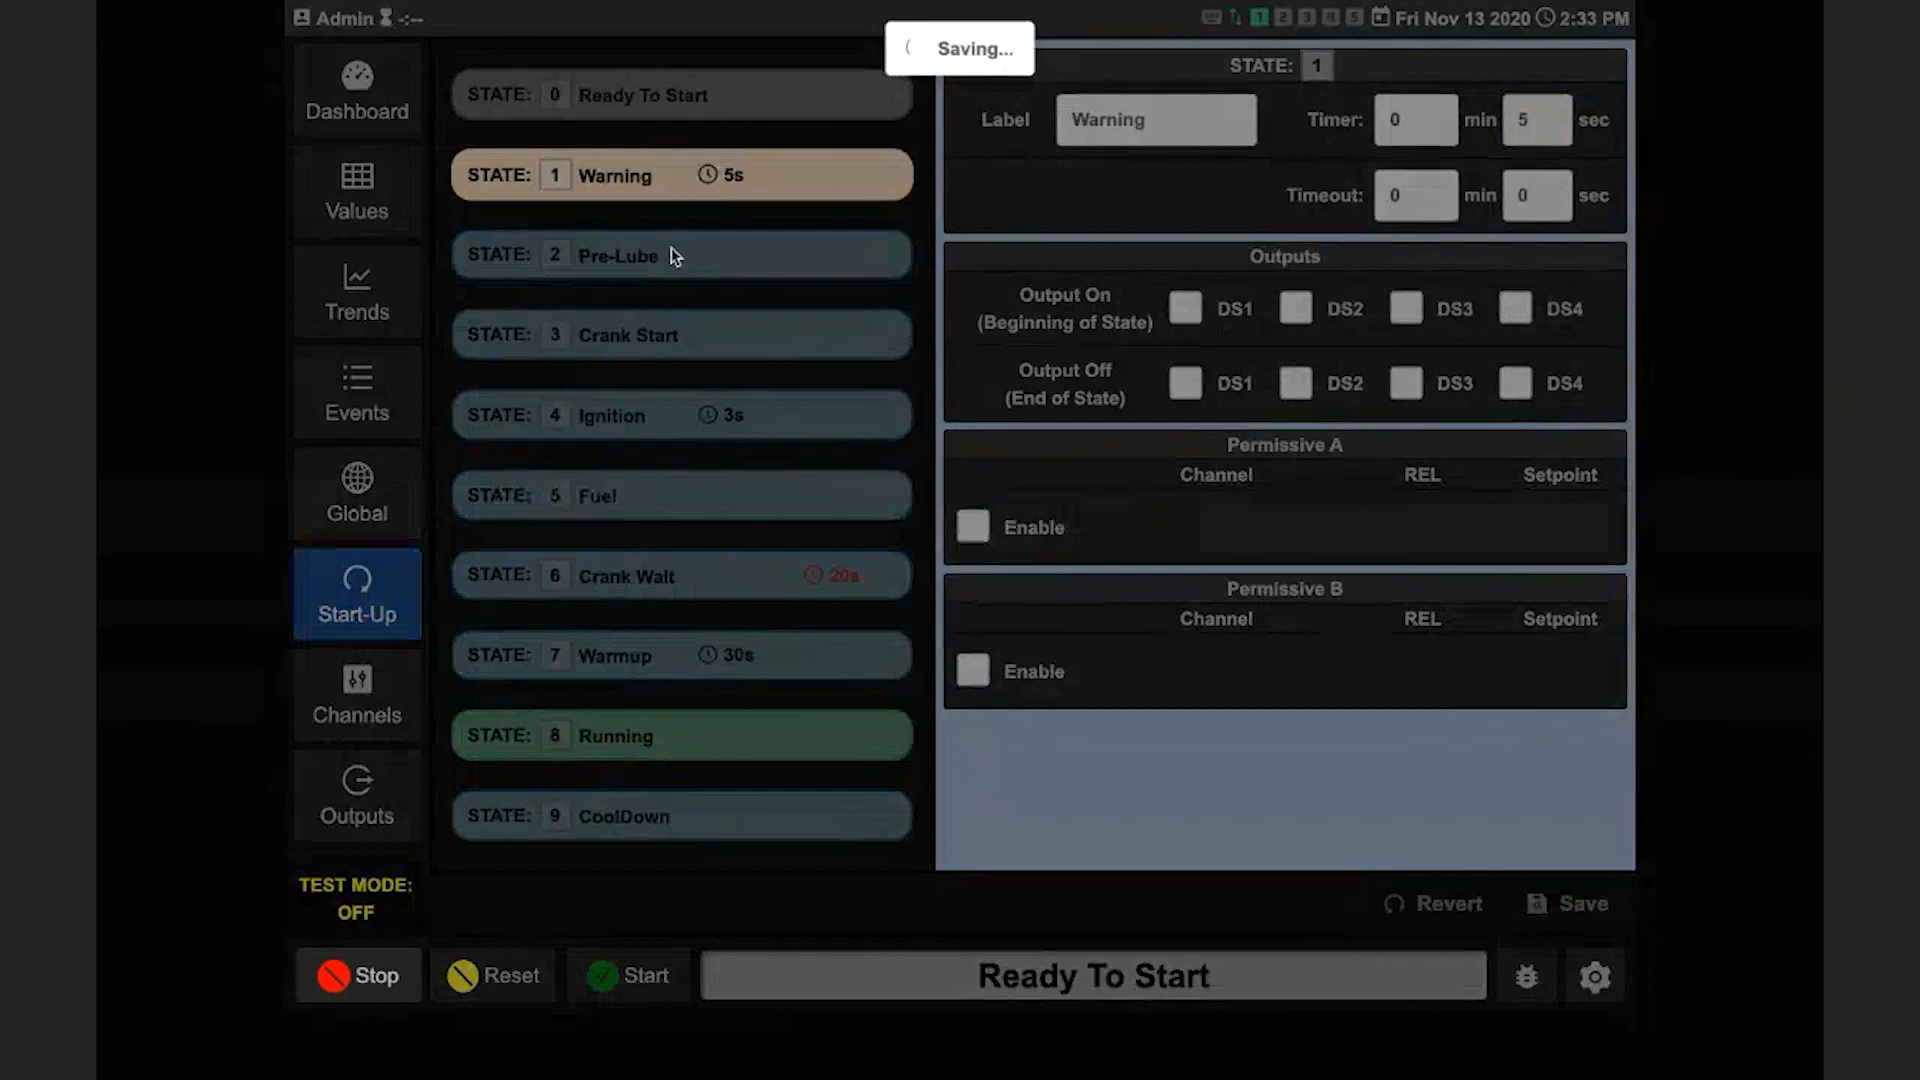 Admin -:--
1 2 3 4 5 Fri Nov 13 2020 2:33 PM
Saving...
Dashboard
Values
Trends
Events
Global
Start-Up
Channels
Outputs
TEST MODE:
OFF
STATE: 0 Ready To Start
STATE: 1 Warning 5s
STATE: 2 Pre-Lube
STATE: 3 Crank Start
STATE: 4 Ignition 3s
STATE: 5 Fuel
STATE: 6 Crank Wait 20s
STATE: 7 Warmup 30s
STATE: 8 Running
STATE: 9 CoolDown
STATE: 1
Label Warning Timer: 0 min 5 sec
Timeout: 0 min 0 sec
Outputs
Output On
(Beginning of State) DS1 DS2 DS3 DS4
Output Off
(End of State) DS1 DS2 DS3 DS4
Permissive A
Channel REL Setpoint
Enable
Permissive B
Channel REL Setpoint
Enable
Revert Save
Stop Reset Start Ready To Start